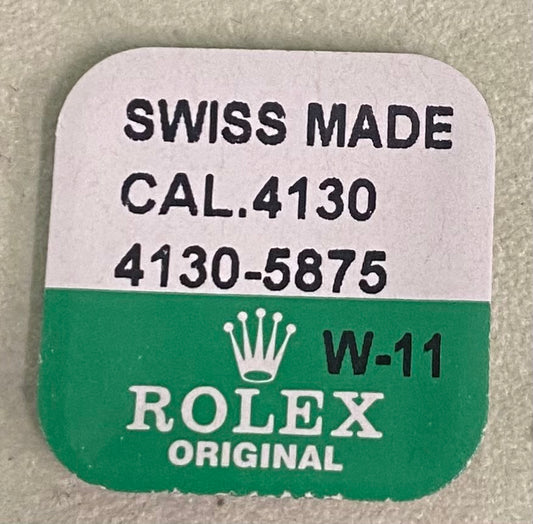 SWISS MADE
CAL.4130
4130-5875
W-11
ROLEX
ORIGINAL